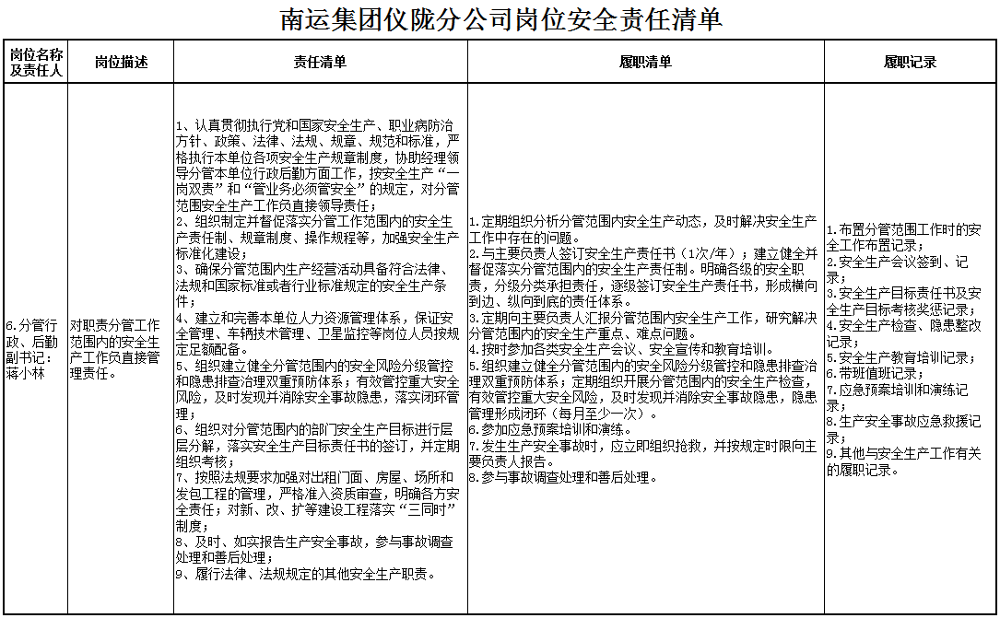 南运集团仪陇分公司岗位安全责任清单
岗位名称
及责任人
岗位描述
责任清单
履职清单
履职记录
6.分管行
政、后勤
副书记：
蒋小林
对职责分管工作
范围内的安全生
产工作负直接管
理责任。
1、认真贯彻执行党和国家安全生产、职业病防治
方针、政策、法律、法规、规章、规范和标准，严
格执行本单位各项安全生产规章制度，协助经理领
导分管本单位行政后勤方面工作，按安全生产“一
岗双责”和“管业务必须管安全”的规定，对分管
范围安全生产工作负直接领导责任；
2、组织制定并督促落实分管工作范围内的安全生
产责任制、规章制度、操作规程等，加强安全生产
标准化建设；
3、确保分管范围内生产经营活动具备符合法律、
法规和国家标准或者行业标准规定的安全生产条
件；
4、建立和完善本单位人力资源管理体系，保证安
全管理、车辆技术管理、卫星监控等岗位人员按规
定足额配备。
5、组织建立健全分管范围内的安全风险分级管控
和隐患排查治理双重预防体系；有效管控重大安全
风险，及时发现并消除安全事故隐患，落实闭环管
理；
6、组织对分管范围内的部门安全生产目标进行层
层分解，落实安全生产目标责任书的签订，并定期
组织考核；
7、按照法规要求加强对出租门面、房屋、场所和
发包工程的管理，严格准入资质审查，明确各方安
全责任；对新、改、扩等建设工程落实“三同时”
制度；
8、及时、如实报告生产安全事故，参与事故调查
处理和善后处理；
9、履行法律、法规规定的其他安全生产职责。
1.定期组织分析分管范围内安全生产动态，及时解决安全生产
工作中存在的问题。
2.与主要负责人签订安全生产责任书（1次/年）；建立健全并
督促落实分管范围内的安全生产责任制。明确各级的安全职
责，分级分类承担责任，逐级签订安全生产责任书，形成横向
到边、纵向到底的责任体系。
3.定期向主要负责人汇报分管范围内安全生产工作，研究解决
分管范围内的安全生产重点、难点问题。
4.按时参加各类安全生产会议、安全宣传和教育培训。
5.组织建立健全分管范围内的安全风险分级管控和隐患排查治
理双重预防体系；定期组织开展分管范围内的安全生产检查，
有效管控重大安全风险，及时发现并消除安全事故隐患，隐患
管理形成闭环（每月至少一次）。
6.参加应急预案培训和演练。
7.发生生产安全事故时，应立即组织抢救，并按规定时限向主
要负责人报告。
8.参与事故调查处理和善后处理。
1.布置分管范围工作时的安
全工作布置记录；
2.安全生产会议签到、记
录；
3.安全生产目标责任书及安
全生产目标考核奖惩记录；
4.安全生产检查、隐患整改
记录；
5.安全生产教育培训记录；
6.带班值班记录；
7.应急预案培训和演练记
录；
8.生产安全事故应急救援记
录；
9.其他与安全生产工作有关
的履职记录。